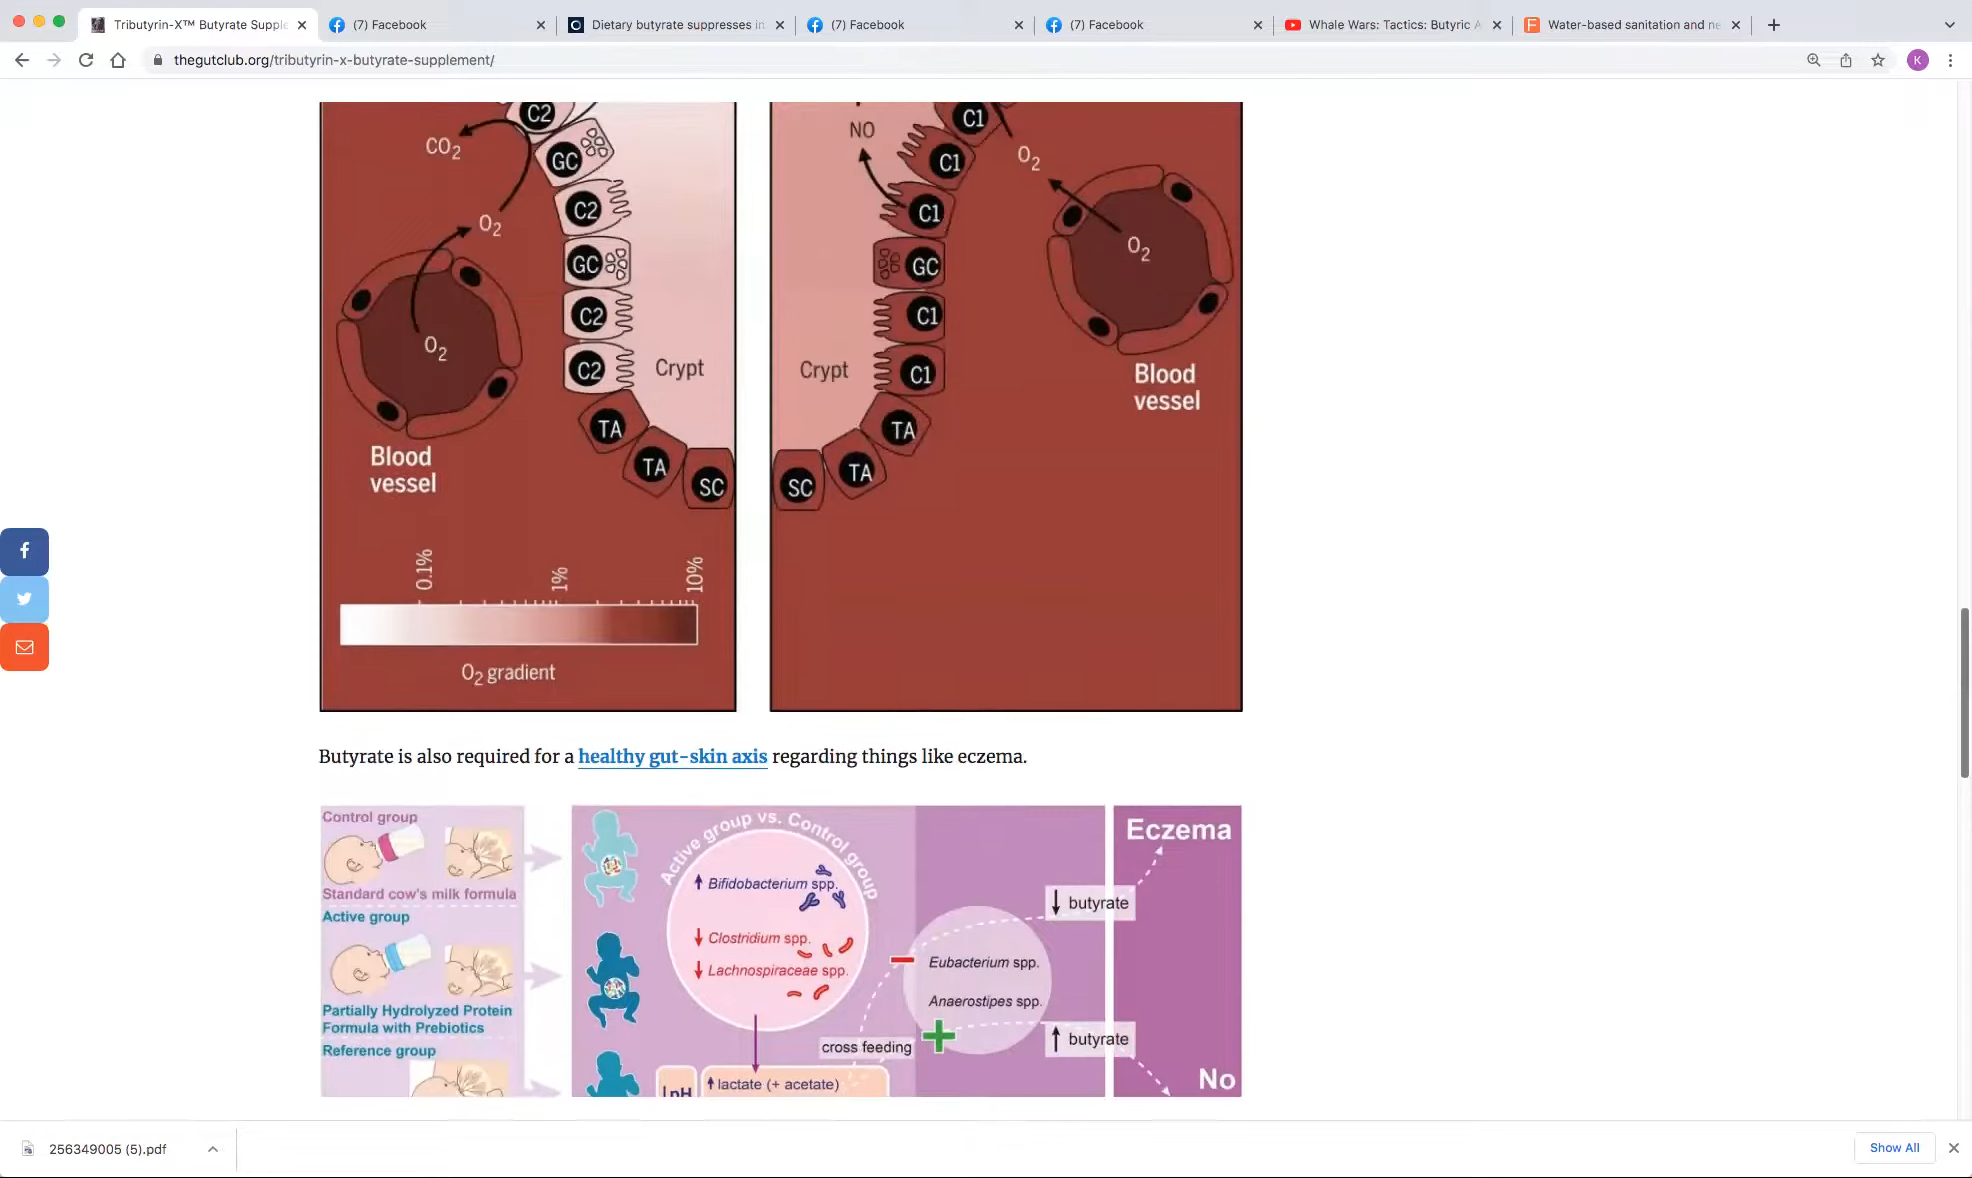 Tributyrin-X™ Butyrate Supple
(7) Facebook
Dietary butyrate suppresses in
(7) Facebook
(7) Facebook
Whale Wars: Tactics: Butyric A
Water-based sanitation and ne
thegutclub.org/tributyrin-x-butyrate-supplement/
K
C2
CO2
GC
C2
O2
GC
C2
O2
C2
Crypt
TA
Blood
vessel
TA
SC
0.1%
1%
10%
O2 gradient
C1
NO
C1
O2
C1
O2
GC
C1
Crypt
C1
Blood
vessel
TA
TA
SC
Butyrate is also required for a healthy gut-skin axis regarding things like eczema.
Control group
Standard cow's milk formula
Active group
Partially Hydrolyzed Protein
Formula with Prebiotics
Reference group
Active group vs. Control group
↑ Bifidobacterium spp.
↓ Clostridium spp.
↓ Lachnospiraceae spp.
cross feeding
↓pH
↑ lactate (+ acetate)
Eubacterium spp.
Anaerostipes spp.
↓ butyrate
↑ butyrate
Eczema
No
256349005 (5).pdf
Show All